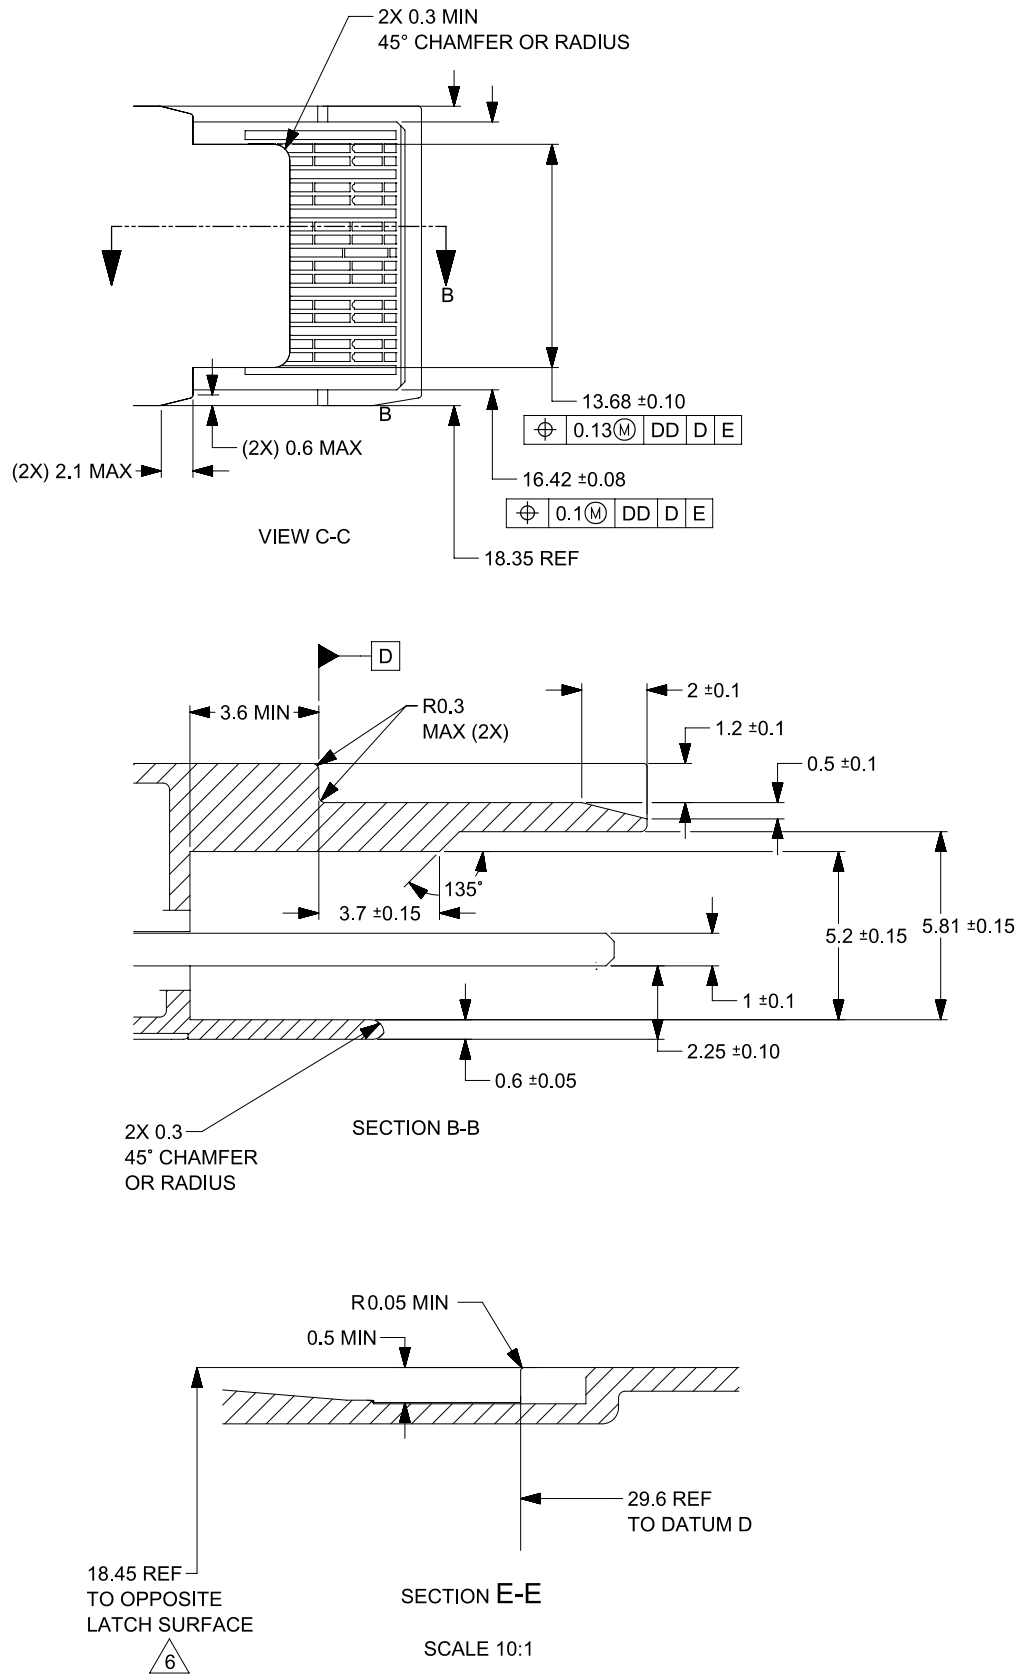 2X 0.3 MIN
45° CHAMFER OR RADIUS
B
B
13.68 ±0.10
⌖ 0.13Ⓜ DD D E
(2X) 0.6 MAX
(2X) 2.1 MAX
16.42 ±0.08
⌖ 0.1Ⓜ DD D E
VIEW C-C
18.35 REF
D
3.6 MIN
R0.3
MAX (2X)
2 ±0.1
1.2 ±0.1
0.5 ±0.1
135°
3.7 ±0.15
5.2 ±0.15
5.81 ±0.15
1 ±0.1
2.25 ±0.10
0.6 ±0.05
2X 0.3
45° CHAMFER
OR RADIUS
SECTION B-B
R0.05 MIN
0.5 MIN
29.6 REF
TO DATUM D
18.45 REF
TO OPPOSITE
LATCH SURFACE
6
SECTION E-E
SCALE 10:1